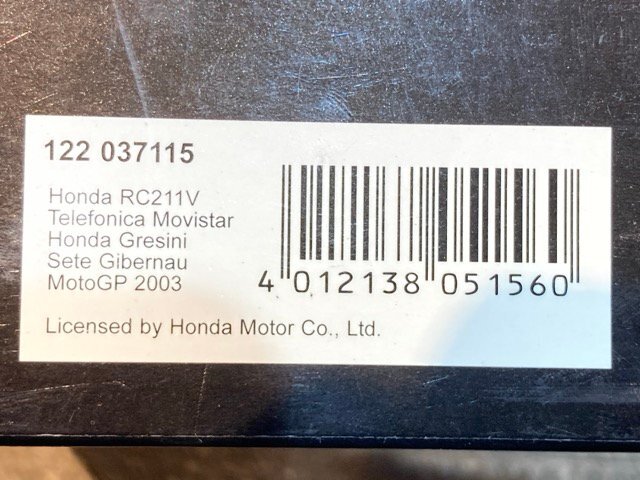 122 037115
Honda RC211V
Telefonica Movistar
Honda Gresini
Sete Gibernau
MotoGP 2003
4 012138 051560
Licensed by Honda Motor Co., Ltd.